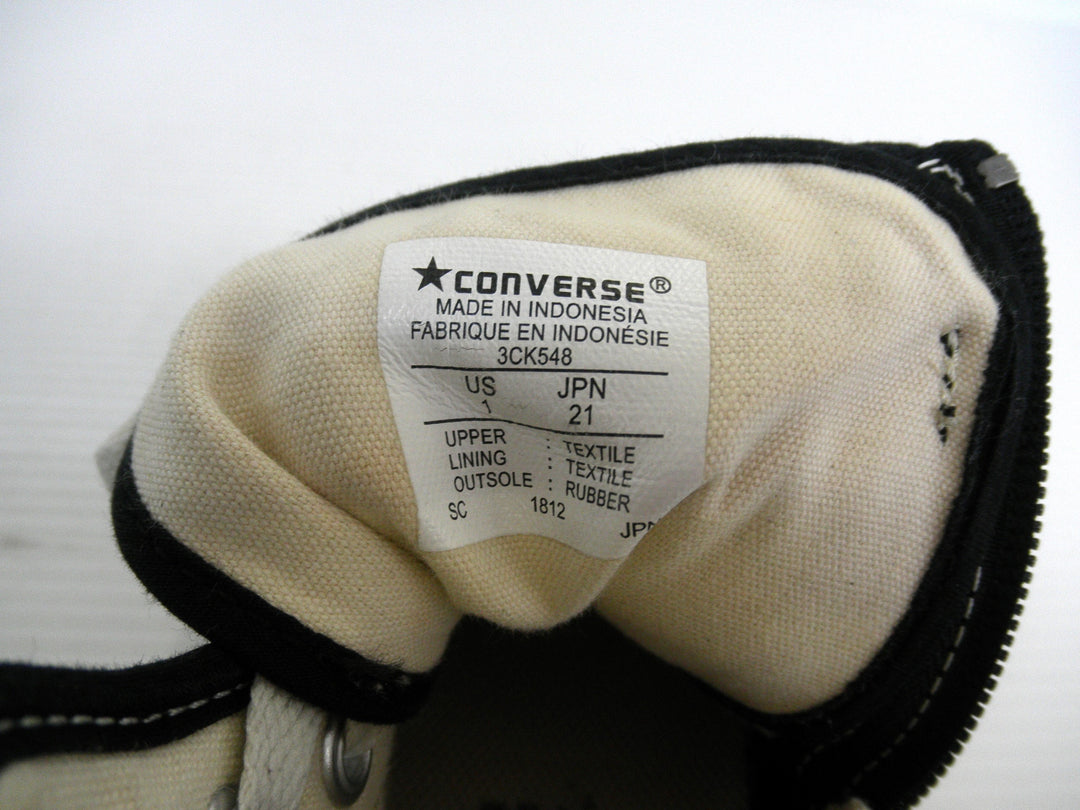 ★CONVERSE®
MADE IN INDONESIA
FABRIQUE EN INDONÉSIE
3CK548
US JPN
1 21
UPPER : TEXTILE
LINING : TEXTILE
OUTSOLE : RUBBER
SC 1812
JPN